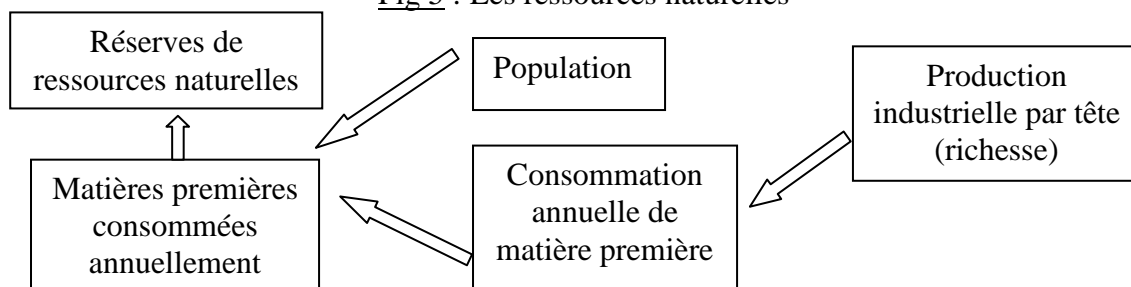 Fig 5 : Les ressources naturelles
Réserves de
ressources naturelles
Population
Production
industrielle par tête
(richesse)
Matières premières
consommées
annuellement
Consommation
annuelle de
matière première